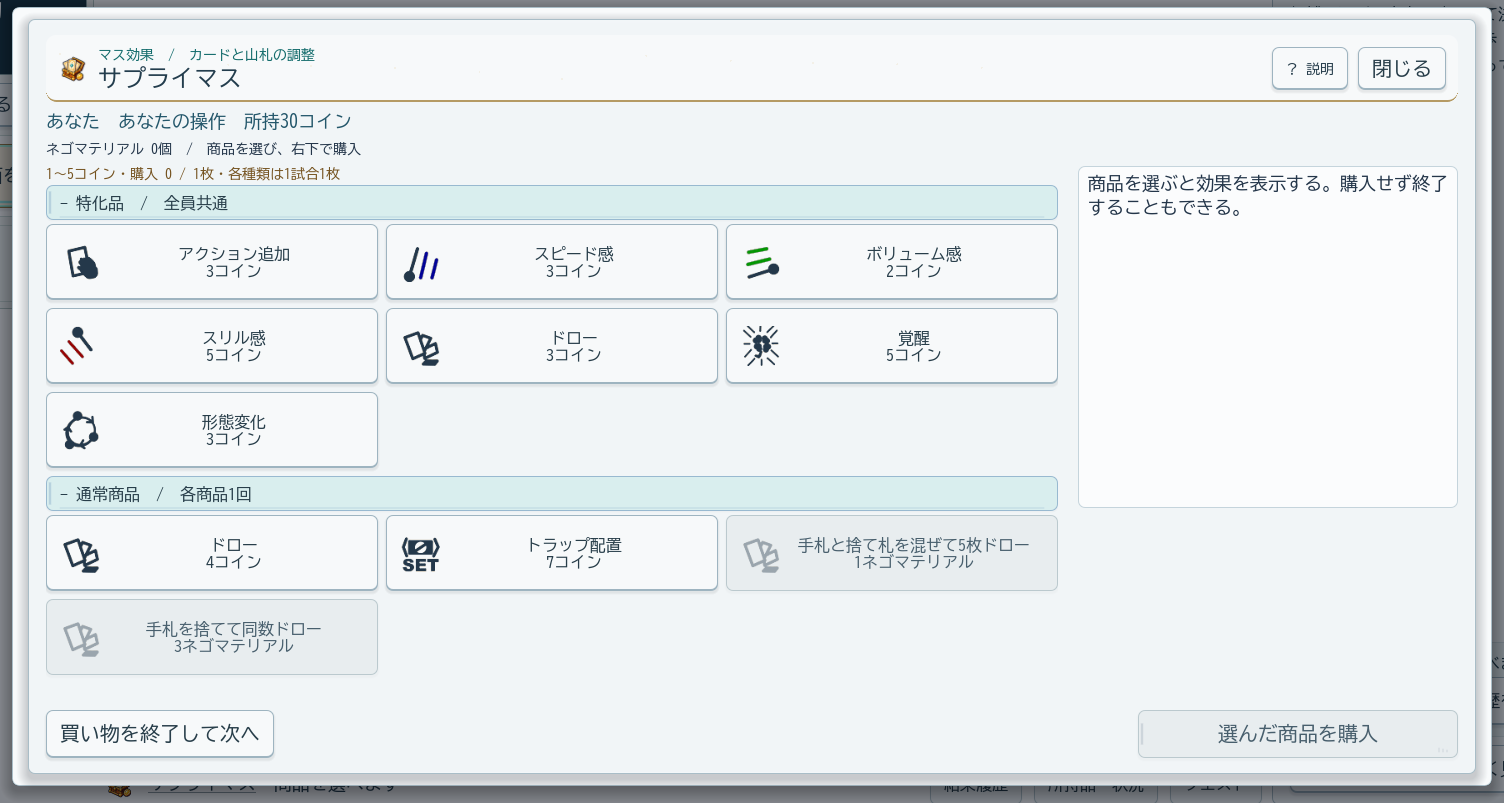 マス効果 / カードと山札の調整
サプライマス
? 説明
閉じる
あなた あなたの操作 所持30コイン
ネゴマテリアル 0個 / 商品を選び、右下で購入
1〜5コイン・購入 0 / 1枚・各種類は1試合1枚
- 特化品 / 全員共通
アクション追加
3コイン
スピード感
3コイン
ボリューム感
2コイン
スリル感
5コイン
ドロー
3コイン
覚醒
5コイン
形態変化
3コイン
- 通常商品 / 各商品1回
ドロー
4コイン
SET
トラップ配置
7コイン
手札と捨て札を混ぜて5枚ドロー
1ネゴマテリアル
手札を捨てて同数ドロー
3ネゴマテリアル
商品を選ぶと効果を表示する。購入せず終了
することもできる。
買い物を終了して次へ
選んだ商品を購入